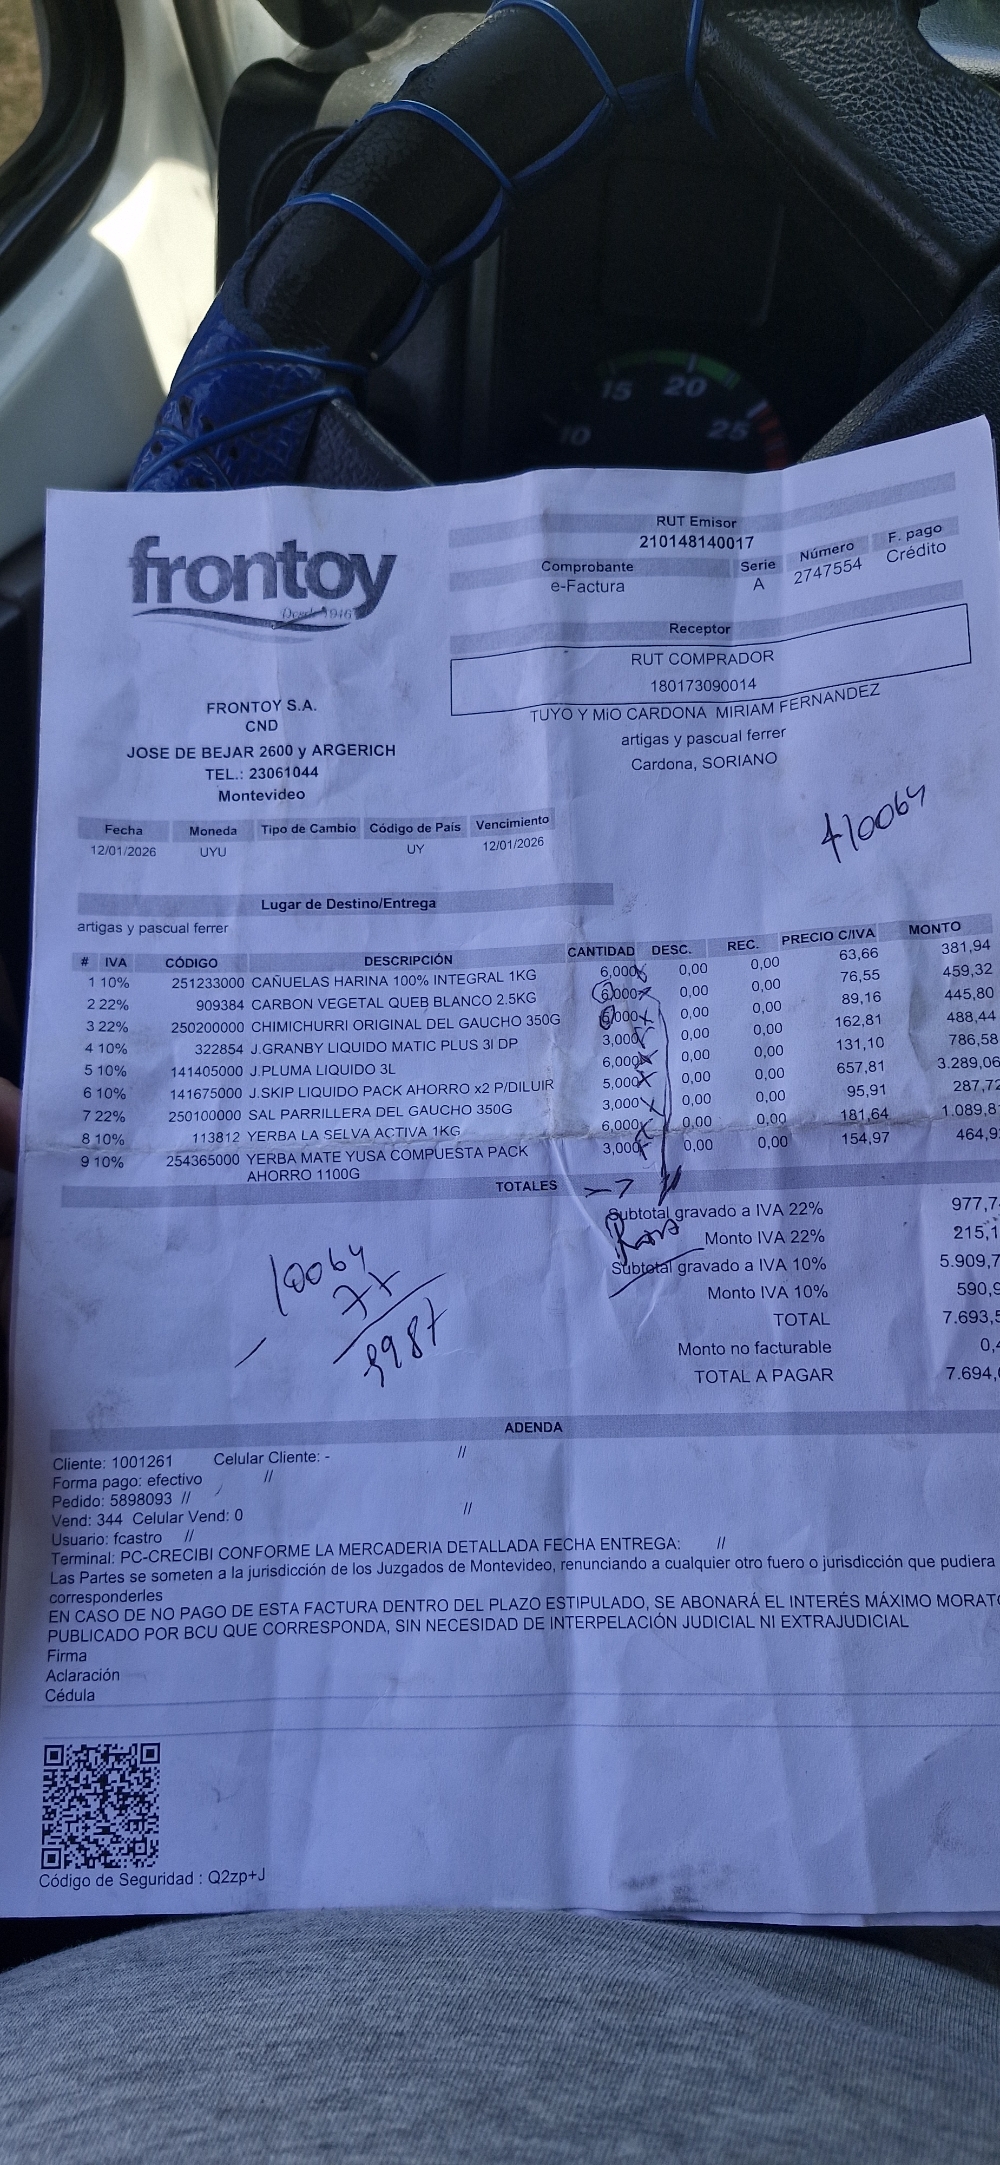 15 20
10 25
frontoy
Desde 1946
RUT Emisor
210148140017
Comprobante Serie Número F. pago
e-Factura A 2747554 Crédito
Receptor
RUT COMPRADOR
180173090014
TUYO Y MiO CARDONA MIRIAM FERNANDEZ
artigas y pascual ferrer
Cardona, SORIANO
FRONTOY S.A.
CND
JOSE DE BEJAR 2600 y ARGERICH
TEL.: 23061044
Montevideo
Fecha Moneda Tipo de Cambio Código de País Vencimiento
12/01/2026 UYU UY 12/01/2026
Lugar de Destino/Entrega
artigas y pascual ferrer
# IVA CÓDIGO DESCRIPCIÓN CANTIDAD DESC. REC. PRECIO C/IVA MONTO
1 10% 251233000 CAÑUELAS HARINA 100% INTEGRAL 1KG 6,000 0,00 0,00 63,66 381,94
2 22% 909384 CARBON VEGETAL QUEB BLANCO 2.5KG 6,000 0,00 0,00 76,55 459,32
3 22% 250200000 CHIMICHURRI ORIGINAL DEL GAUCHO 350G 5,000 0,00 0,00 89,16 445,80
4 10% 322854 J.GRANBY LIQUIDO MATIC PLUS 3l DP 3,000 0,00 0,00 162,81 488,44
5 10% 141405000 J.PLUMA LIQUIDO 3L 6,000 0,00 0,00 131,10 786,58
6 10% 141675000 J.SKIP LIQUIDO PACK AHORRO x2 P/DILUIR 5,000 0,00 0,00 657,81 3.289,06
7 22% 250100000 SAL PARRILLERA DEL GAUCHO 350G 3,000 0,00 0,00 95,91 287,72
8 10% 113812 YERBA LA SELVA ACTIVA 1KG 6,000 0,00 0,00 181,64 1.089,8
9 10% 254365000 YERBA MATE YUSA COMPUESTA PACK 3,000 0,00 0,00 154,97 464,9
AHORRO 1100G
TOTALES
Subtotal gravado a IVA 22% 977,7
Monto IVA 22% 215,1
Subtotal gravado a IVA 10% 5.909,7
Monto IVA 10% 590,9
TOTAL 7.693,5
Monto no facturable 0,4
TOTAL A PAGAR 7.694,
10064
77
9987
ADENDA
Cliente: 1001261 Celular Cliente: - //
Forma pago: efectivo //
Pedido: 5898093 //
Vend: 344 Celular Vend: 0 //
Usuario: fcastro //
Terminal: PC-CRECIBI CONFORME LA MERCADERIA DETALLADA FECHA ENTREGA: //
Las Partes se someten a la jurisdicción de los Juzgados de Montevideo, renunciando a cualquier otro fuero o jurisdicción que pudiera
corresponderles
EN CASO DE NO PAGO DE ESTA FACTURA DENTRO DEL PLAZO ESTIPULADO, SE ABONARÁ EL INTERÉS MÁXIMO MORAT
PUBLICADO POR BCU QUE CORRESPONDA, SIN NECESIDAD DE INTERPELACIÓN JUDICIAL NI EXTRAJUDICIAL
Firma
Aclaración
Cédula
Código de Seguridad : Q2zp+J